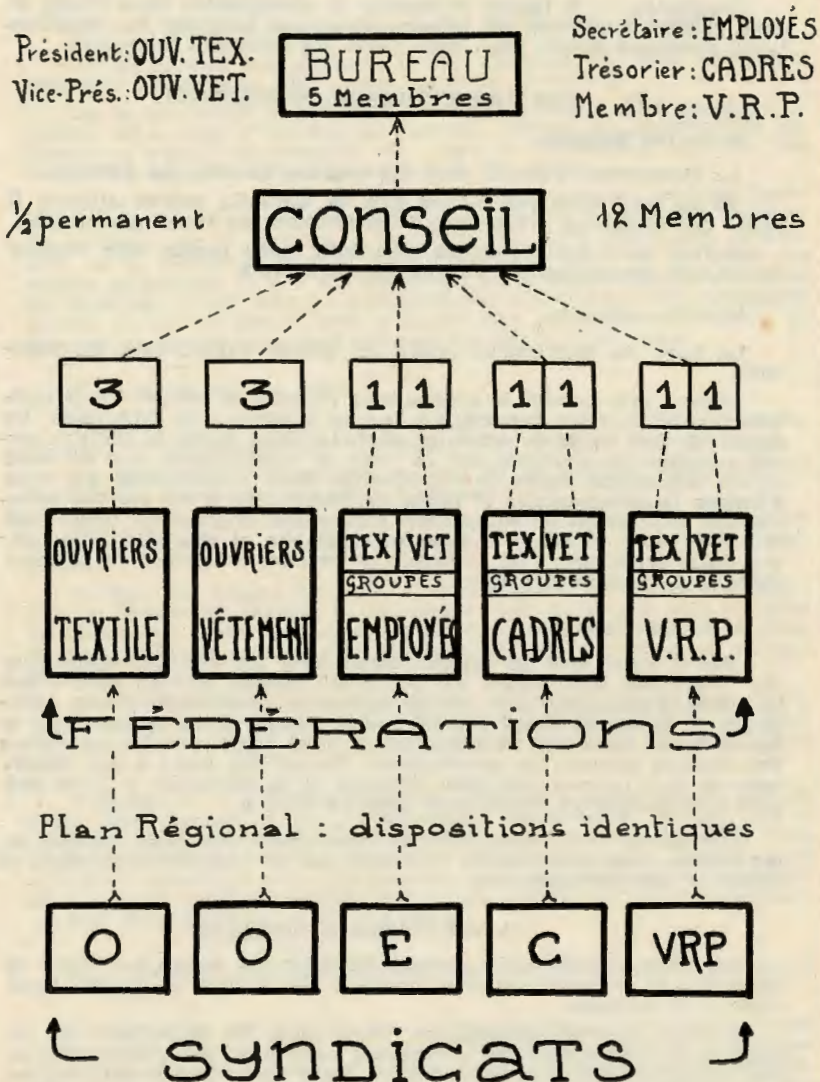 Président: OUV. TEX.
Vice-Prés.: OUV. VET.
BUREAU
5 Membres
Secrétaire: EMPLOYÉS
Trésorier: CADRES
Membre: V.R.P.
½ permanent
CONSEIL
12 Membres
3 3 1 1 1 1 1 1
OUVRIERS TEXTILE
OUVRIERS VÊTEMENT
TEX VET GROUPES EMPLOYÉS
TEX VET GROUPES CADRES
TEX VET GROUPES V.R.P.
FÉDÉRATIONS
Plan Régional : dispositions identiques
O O E C VRP
SYNDICATS